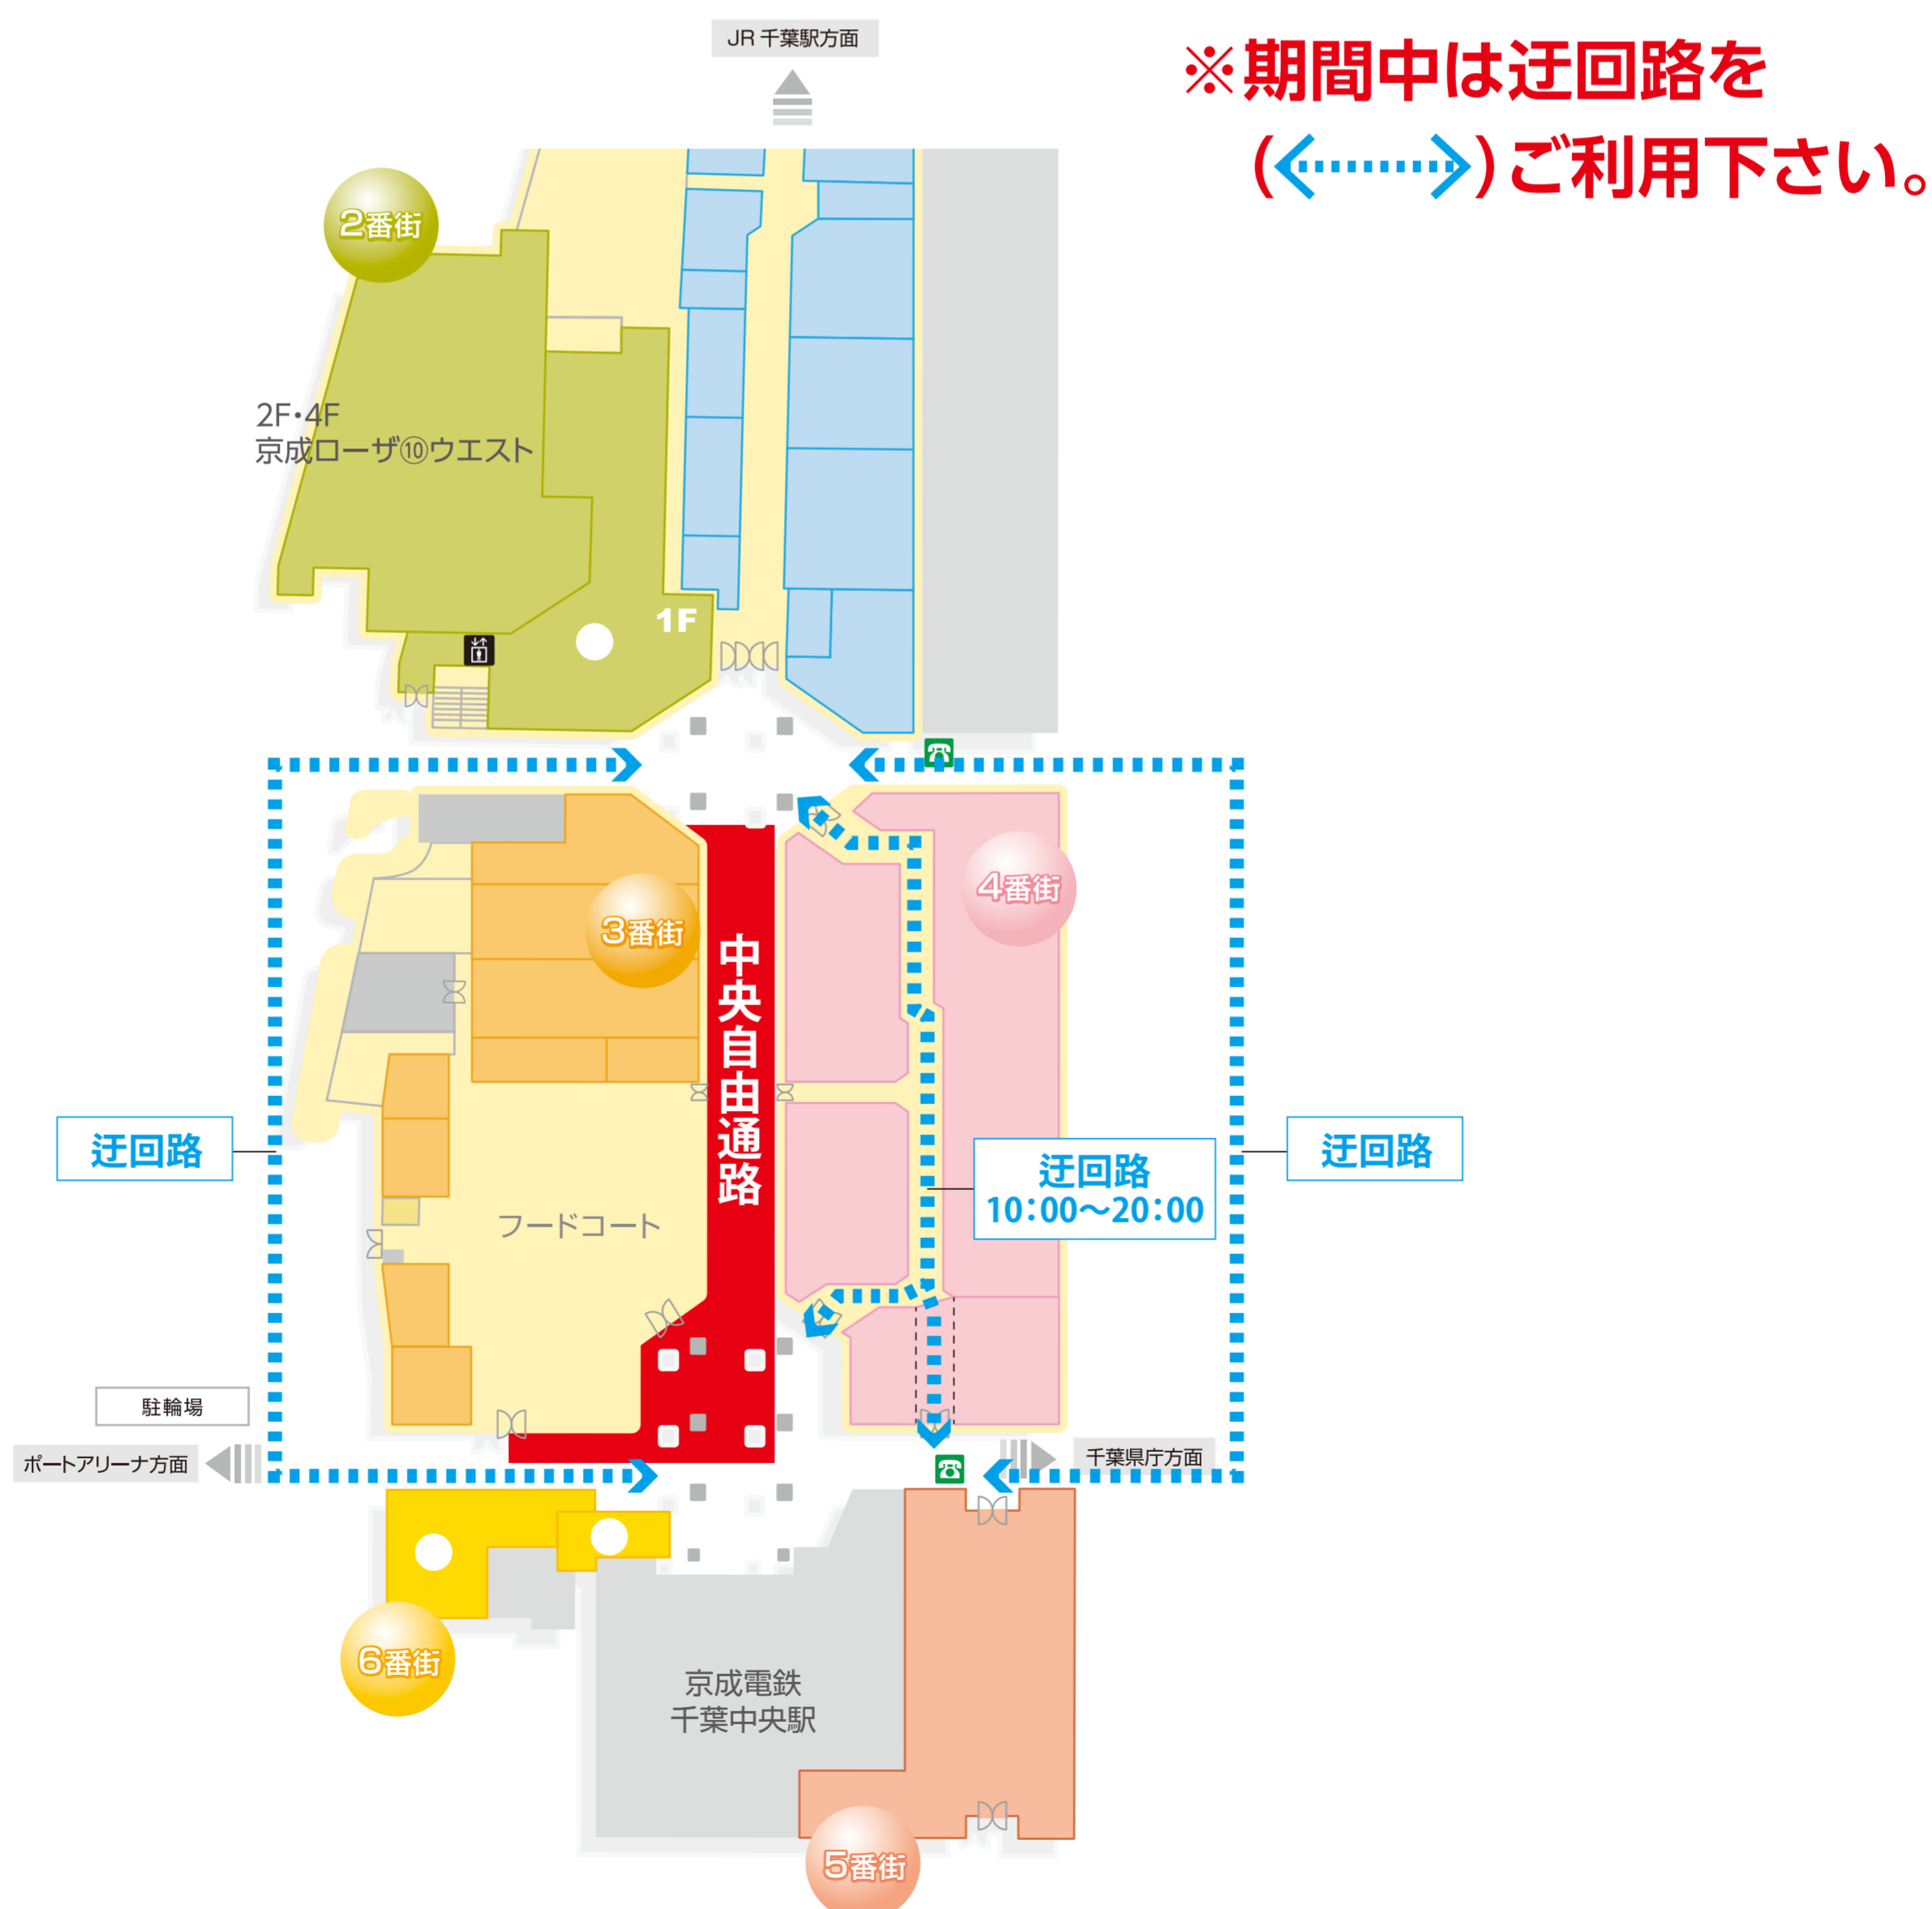 JR 千葉駅方面
※期間中は迂回路を
( )ご利用下さい。
2番街
2F・4F
京成ローザ⑩ウエスト
1F
3番街
4番街
中央自由通路
迂回路
迂回路
10:00～20:00
迂回路
フードコート
駐輪場
ポートアリーナ方面
千葉県庁方面
6番街
京成電鉄
千葉中央駅
5番街